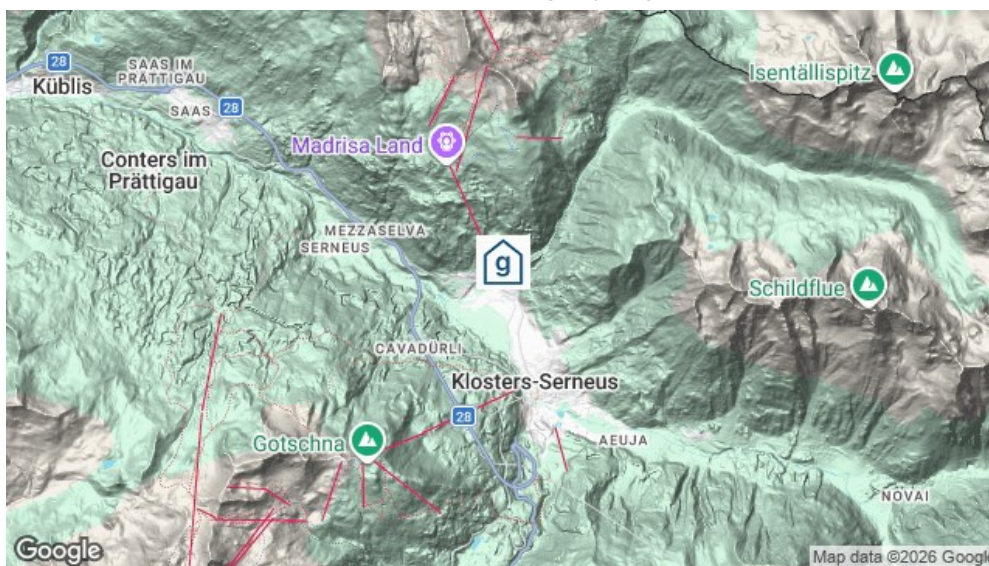 28
SAAS IM
PRÄTTIGAU
Küblis
SAAS
28
Isentällispitz
Madrisa Land
Conters im
Prättigau
MEZZASELVA
SERNEUS
g
Schildflue
CAVADÜRLI
Klosters-Serneus
28
Gotschna
AEUJA
NOVAI
Google
Map data ©2026 Google